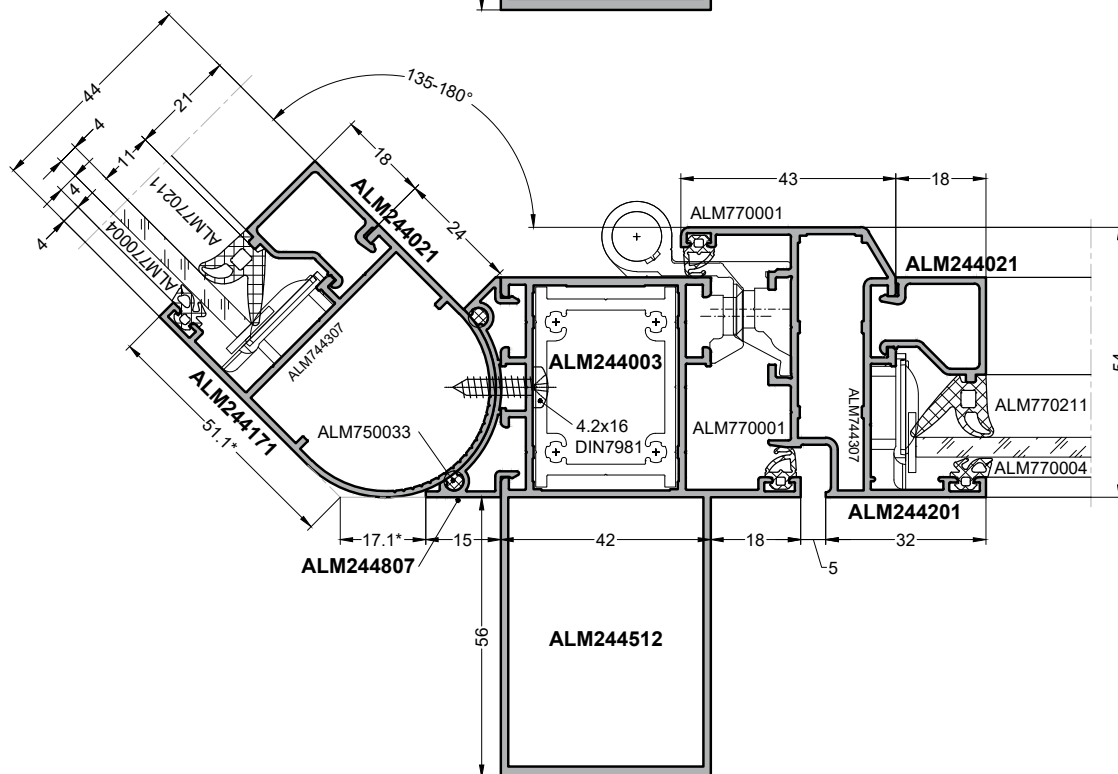 44
21
4
11
4
4
ALM770211
ALM770004
135-180°
18
ALM244021
24
43
18
ALM770001
ALM244021
ALM244003
54
ALM744307
ALM244171
51.1*
ALM750033
4.2x16
DIN7981
ALM770001
ALM744307
ALM770211
ALM770004
ALM244201
17.1*
15
42
18
32
5
ALM244807
56
ALM244512